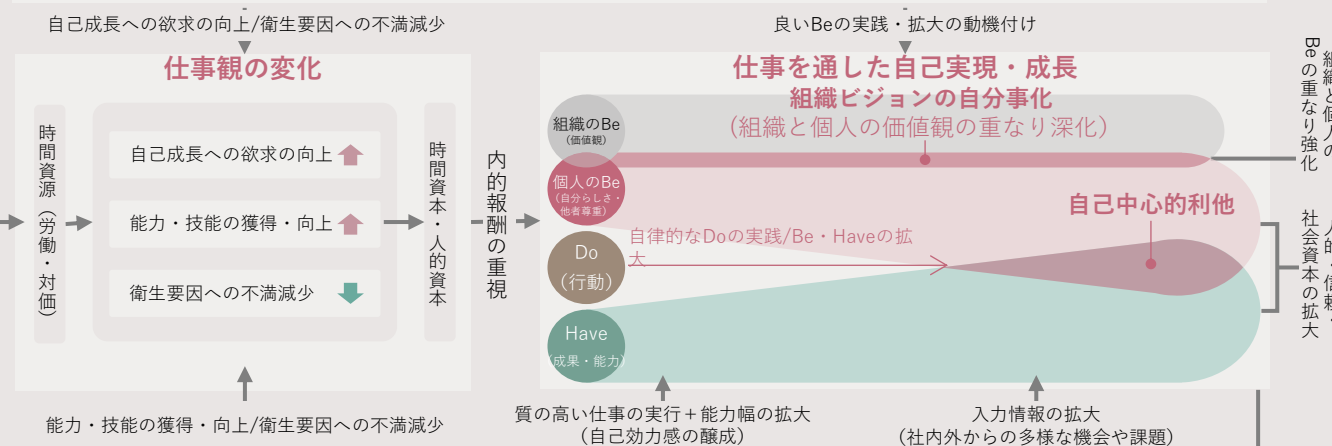 自己成長への欲求の向上/衛生要因への不満減少
仕事観の変化
時間資源（労働・対価）
自己成長への欲求の向上
能力・技能の獲得・向上
衛生要因への不満減少
時間資本・人的資本
能力・技能の獲得・向上/衛生要因への不満減少
内的報酬の重視
良いBeの実践・拡大の動機付け
仕事を通した自己実現・成長
組織ビジョンの自分事化
（組織と個人の価値観の重なり深化）
組織のBe
（価値観）
個人のBe
（自分らしさ・
他者尊重）
自己中心的利他
Do
（行動）
自律的なDoの実践/Be・Haveの拡
大
Have
（成果・能力）
質の高い仕事の実行＋能力幅の拡大
（自己効力感の醸成）
入力情報の拡大
（社内外からの多様な機会や課題）
組織と個人の
Beの重なり強化
人的・信頼・
社会資本の拡大